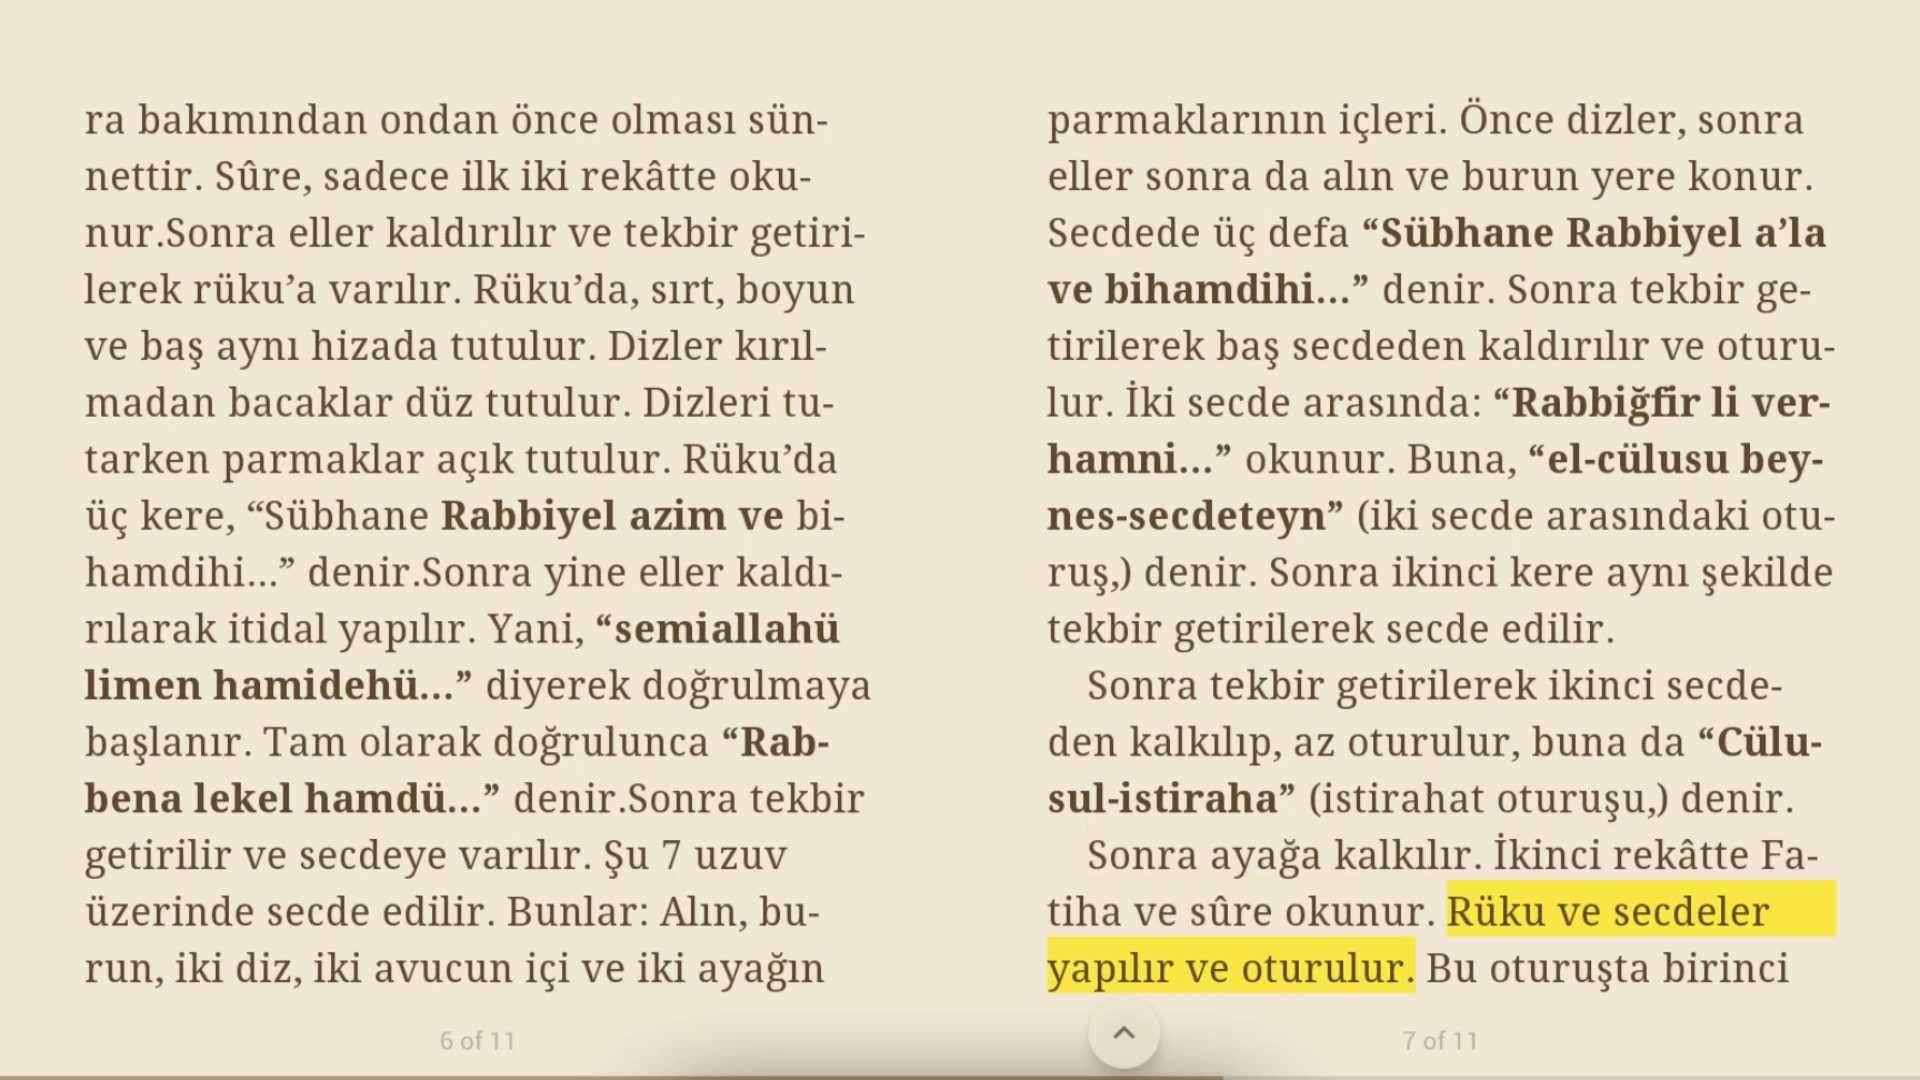 ra bakımından ondan önce olması sün-
nettir. Sûre, sadece ilk iki rekâtte oku-
nur.Sonra eller kaldırılır ve tekbir getiri-
lerek rüku’a varılır. Rüku’da, sırt, boyun
ve baş aynı hizada tutulur. Dizler kırıl-
madan bacaklar düz tutulur. Dizleri tu-
tarken parmaklar açık tutulur. Rüku’da
üç kere, “Sübhane Rabbiyel azim ve bi-
hamdihi...” denir.Sonra yine eller kaldı-
rılarak itidal yapılır. Yani, “semiallahü
limen hamidehü...” diyerek doğrulmaya
başlanır. Tam olarak doğrulunca “Rab-
bena lekel hamdü...” denir.Sonra tekbir
getirilir ve secdeye varılır. Şu 7 uzuv
üzerinde secde edilir. Bunlar: Alın, bu-
run, iki diz, iki avucun içi ve iki ayağın
6 of 11
parmaklarının içleri. Önce dizler, sonra
eller sonra da alın ve burun yere konur.
Secdede üç defa “Sübhane Rabbiyel a’la
ve bihamdihi...” denir. Sonra tekbir ge-
tirilerek baş secdeden kaldırılır ve oturu-
lur. İki secde arasında: “Rabbiğfir li ver-
hamni...” okunur. Buna, “el-cülusu bey-
nes-secdeteyn” (iki secde arasındaki otu-
ruş,) denir. Sonra ikinci kere aynı şekilde
tekbir getirilerek secde edilir.
Sonra tekbir getirilerek ikinci secde-
den kalkılıp, az oturulur, buna da “Cülu-
sul-istiraha” (istirahat oturuşu,) denir.
Sonra ayağa kalkılır. İkinci rekâtte Fa-
tiha ve sûre okunur. Rüku ve secdeler
yapılır ve oturulur. Bu oturuşta birinci
7 of 11